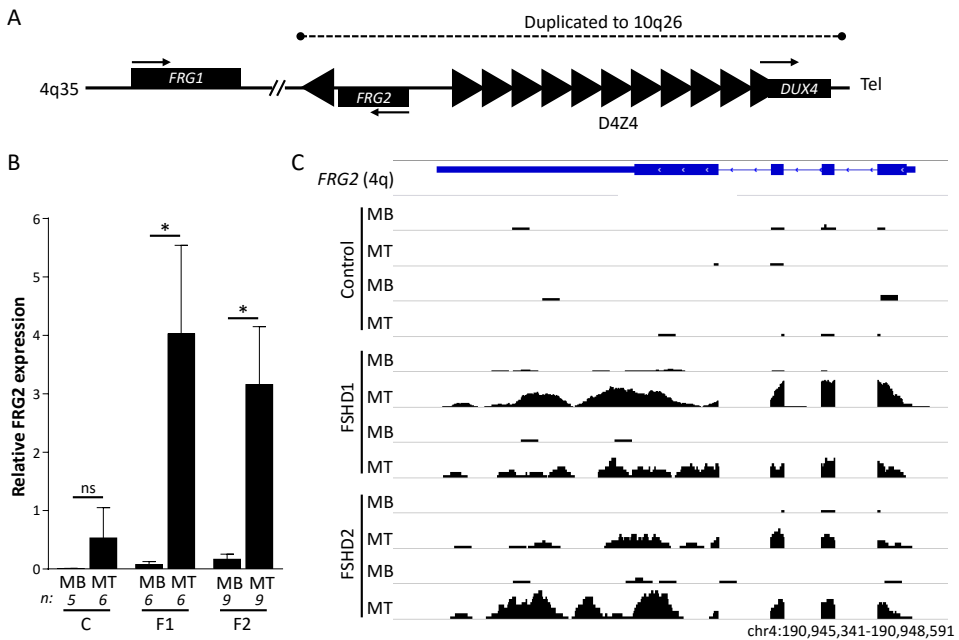 A
Duplicated to 10q26
4q35
FRG1
//
FRG2
D4Z4
DUX4
Tel
B
Relative FRG2 expression
6
5
4
3
2
1
0
ns
*
*
MB MT MB MT MB MT
n: 5 6 6 6 9 9
C F1 F2
C
FRG2 (4q)
Control
MB
MT
MB
MT
FSHD1
MB
MT
MB
MT
FSHD2
MB
MT
MB
MT
chr4:190,945,341-190,948,591